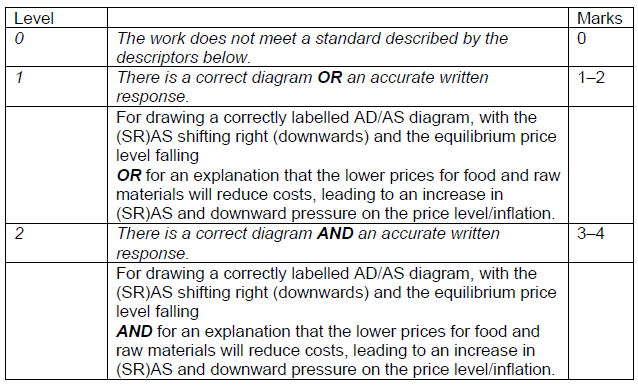 Level Marks
0 The work does not meet a standard described by the 0
descriptors below.
1 There is a correct diagram OR an accurate written 1–2
response.
For drawing a correctly labelled AD/AS diagram, with the
(SR)AS shifting right (downwards) and the equilibrium price
level falling
OR for an explanation that the lower prices for food and raw
materials will reduce costs, leading to an increase in
(SR)AS and downward pressure on the price level/inflation.
2 There is a correct diagram AND an accurate written 3–4
response.
For drawing a correctly labelled AD/AS diagram, with the
(SR)AS shifting right (downwards) and the equilibrium price
level falling
AND for an explanation that the lower prices for food and
raw materials will reduce costs, leading to an increase in
(SR)AS and downward pressure on the price level/inflation.